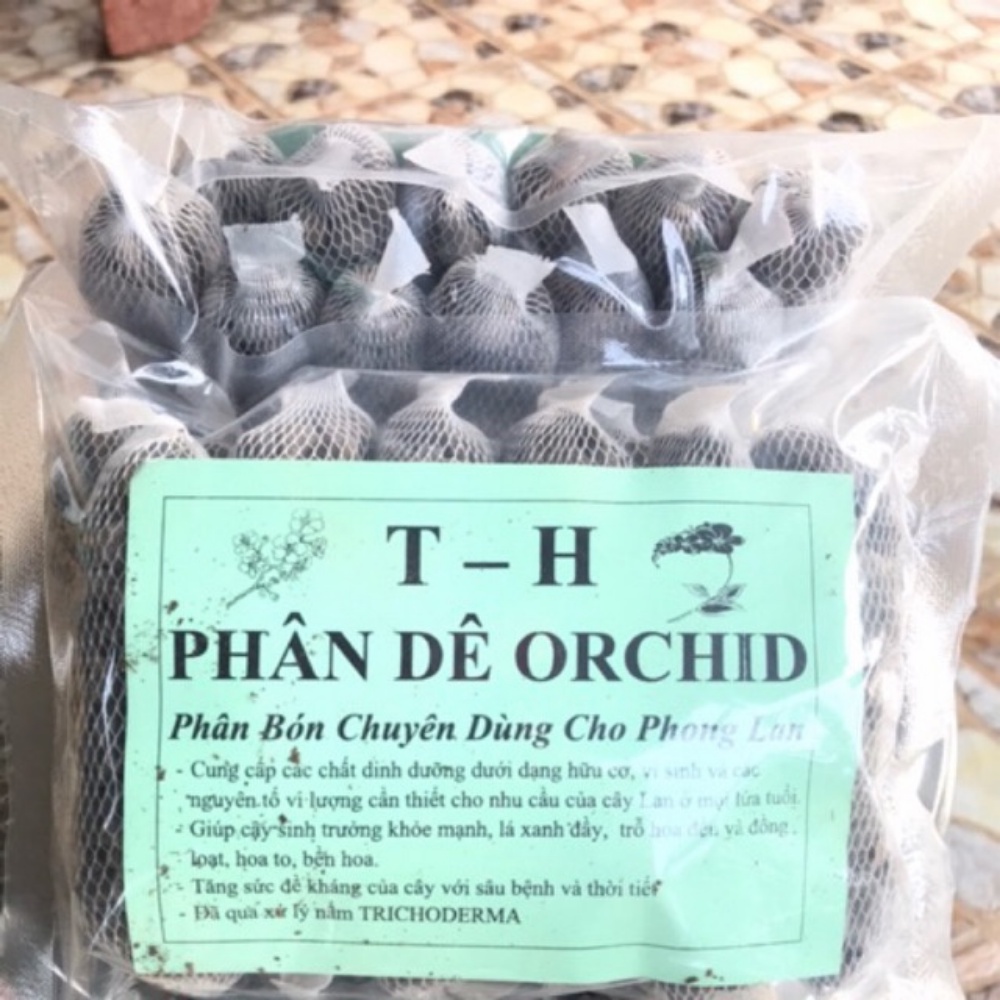 T – H
PHÂN DÊ ORCHID
Phân Bón Chuyên Dùng Cho Phong Lan
- Cung cấp các chất dinh dưỡng dưới dạng hữu cơ, vi sinh và các
nguyên tố vi lượng cần thiết cho nhu cầu của cây Lan ở mọi lứa tuổi.
- Giúp cây sinh trưởng khỏe mạnh, lá xanh đầy, trổ hoa đều và đồng
loạt, hoa to, bền hoa.
- Tăng sức đề kháng của cây với sâu bệnh và thời tiết
- Đã qua xử lý nấm TRICHODERMA